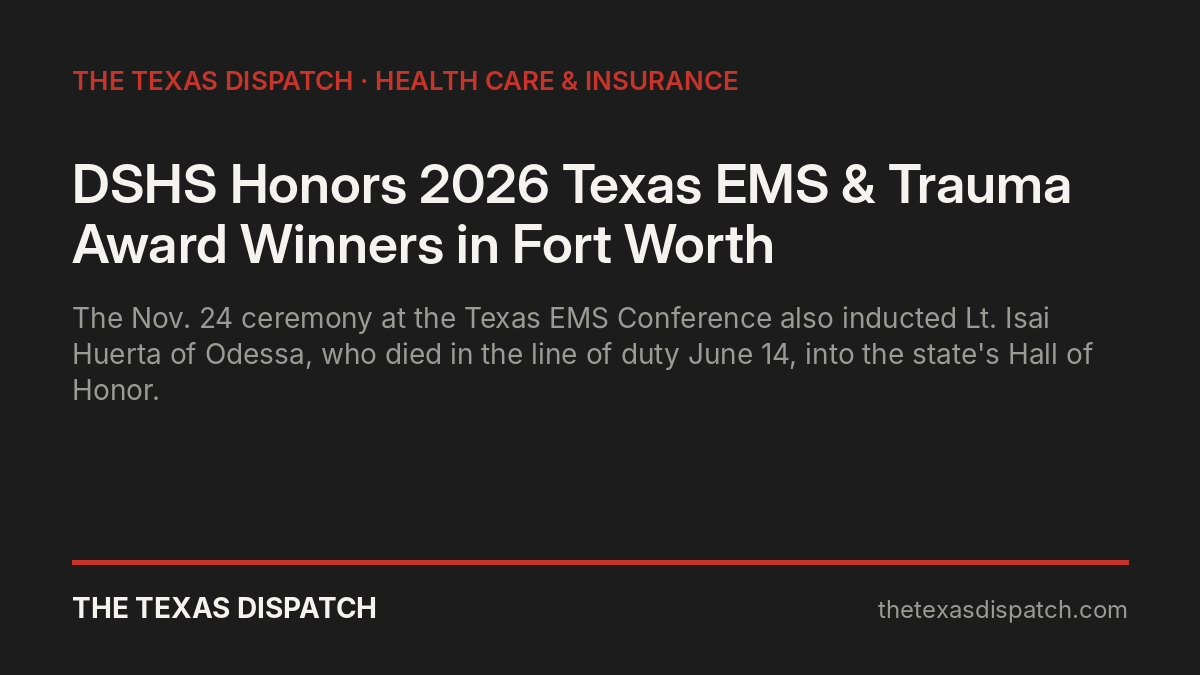 THE TEXAS DISPATCH · HEALTH CARE & INSURANCE
DSHS Honors 2026 Texas EMS & Trauma
Award Winners in Fort Worth
The Nov. 24 ceremony at the Texas EMS Conference also inducted Lt. Isai
Huerta of Odessa, who died in the line of duty June 14, into the state's Hall of
Honor.
THE TEXAS DISPATCH
thetexasdispatch.com